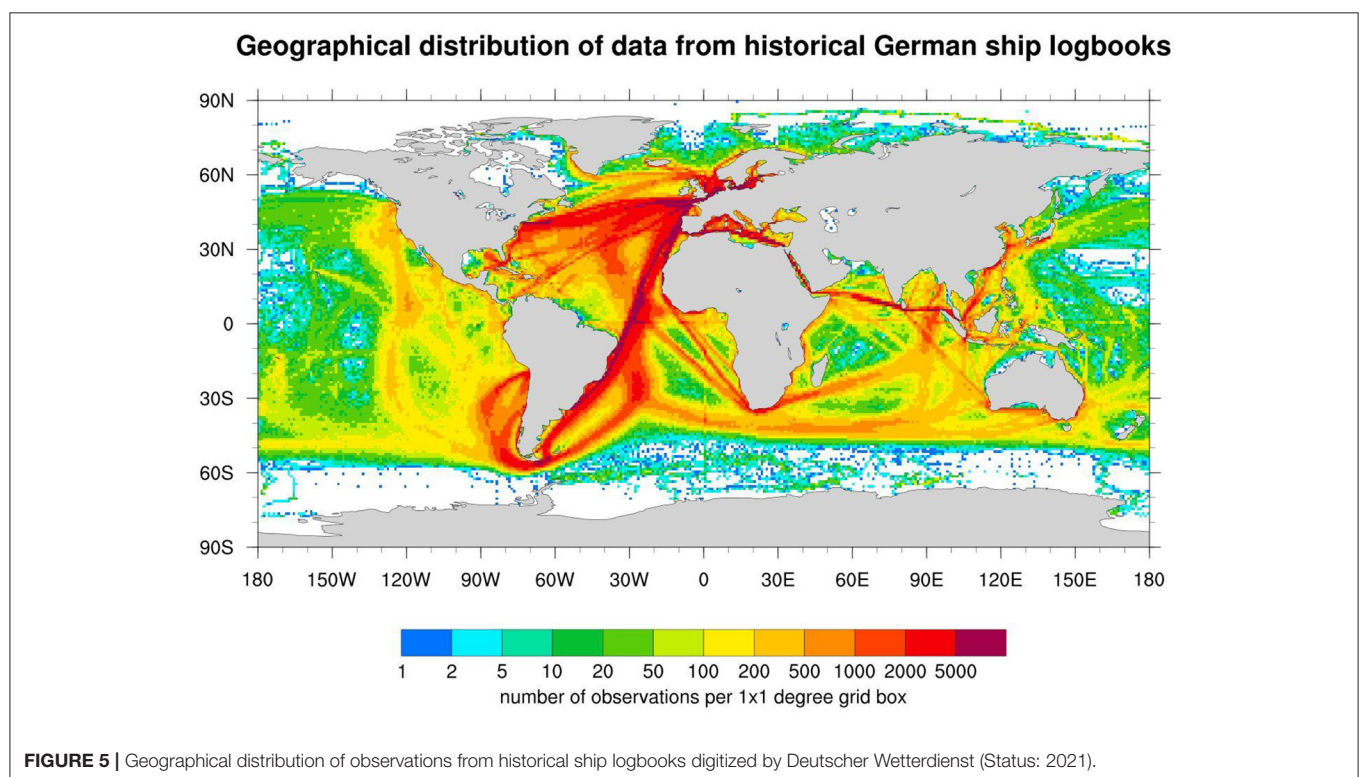 Geographical distribution of data from historical German ship logbooks
90N
60N
30N
0
30S
60S
90S
180 150W 120W 90W 60W 30W 0 30E 60E 90E 120E 150E 180
1 2 5 10 20 50 100 200 500 1000 2000 5000
number of observations per 1x1 degree grid box
FIGURE 5 | Geographical distribution of observations from historical ship logbooks digitized by Deutscher Wetterdienst (Status: 2021).